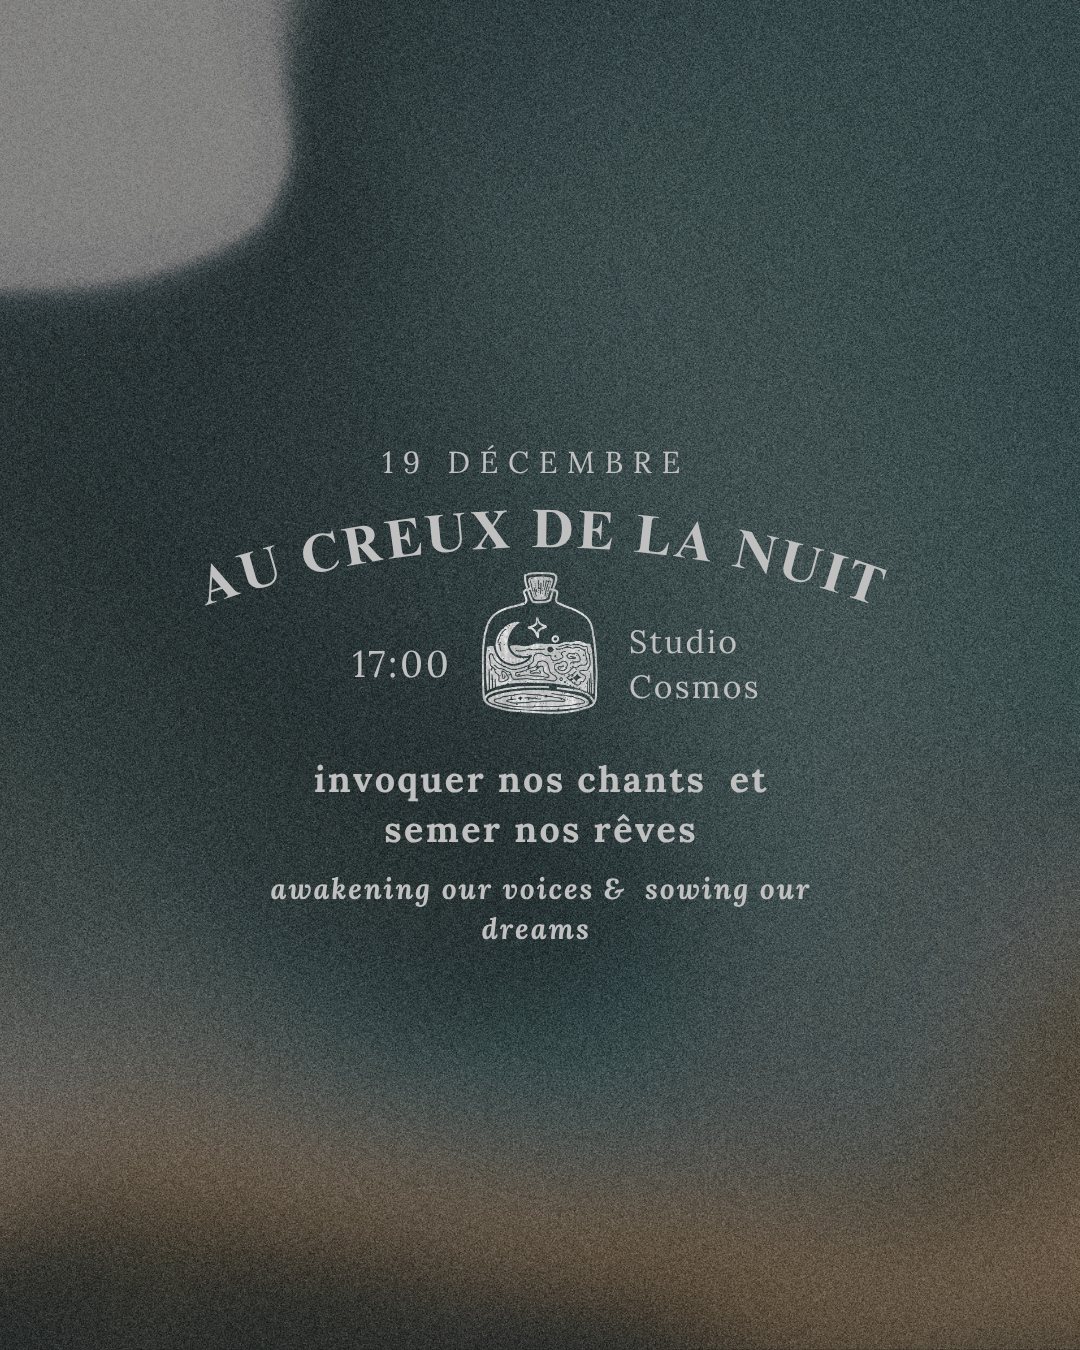 19 DÉCEMBRE
AU CREUX DE LA NUIT
17:00
Studio
Cosmos
invoquer nos chants et
semer nos rêves
awakening our voices & sowing our
dreams